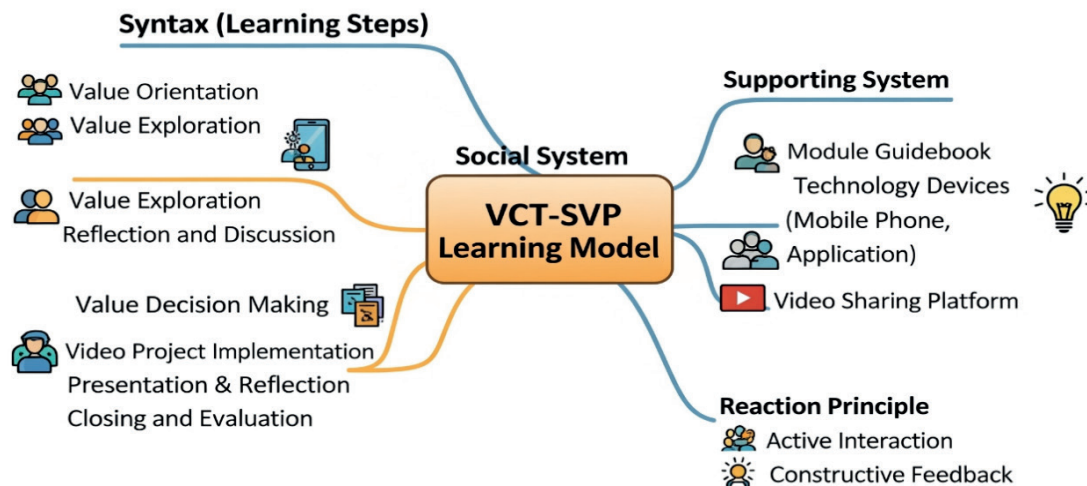 Syntax (Learning Steps)
Value Orientation
Value Exploration
Value Exploration
Reflection and Discussion
Value Decision Making
Video Project Implementation
Presentation & Reflection
Closing and Evaluation
Social System
VCT-SVP
Learning Model
Supporting System
Module Guidebook
Technology Devices
(Mobile Phone,
Application)
Video Sharing Platform
Reaction Principle
Active Interaction
Constructive Feedback